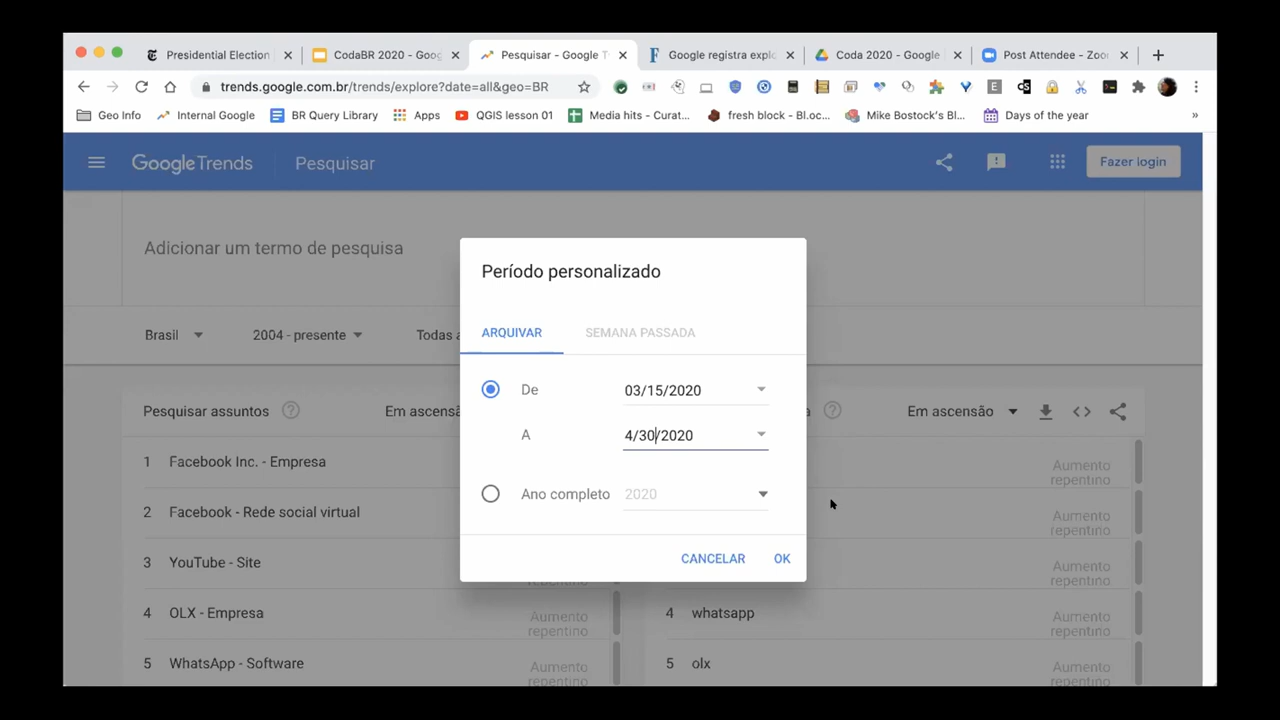 Presidential Election
CodaBR 2020 - Goog
Pesquisar - Google T
Google registra explo
Coda 2020 - Google
Post Attendee - Zoo
trends.google.com.br/trends/explore?date=all&geo=BR
Geo Info
Internal Google
BR Query Library
Apps
QGIS lesson 01
Media hits - Curat...
fresh block - Bl.oc...
Mike Bostock's Bl...
Days of the year
»
Google Trends
Pesquisar
Fazer login
Adicionar um termo de pesquisa
Brasil
2004 - presente
Todas a
Período personalizado
ARQUIVAR
SEMANA PASSADA
De
03/15/2020
A
4/30/2020
Ano completo
2020
CANCELAR
OK
Pesquisar assuntos
Em ascensã
a
Em ascensão
1 Facebook Inc. - Empresa
2 Facebook - Rede social virtual
3 YouTube - Site
4 OLX - Empresa
Aumento
repentino
5 WhatsApp - Software
Aumento
repentino
Aumento
repentino
Aumento
repentino
Aumento
repentino
4 whatsapp
Aumento
repentino
5 olx
Aumento
repentino